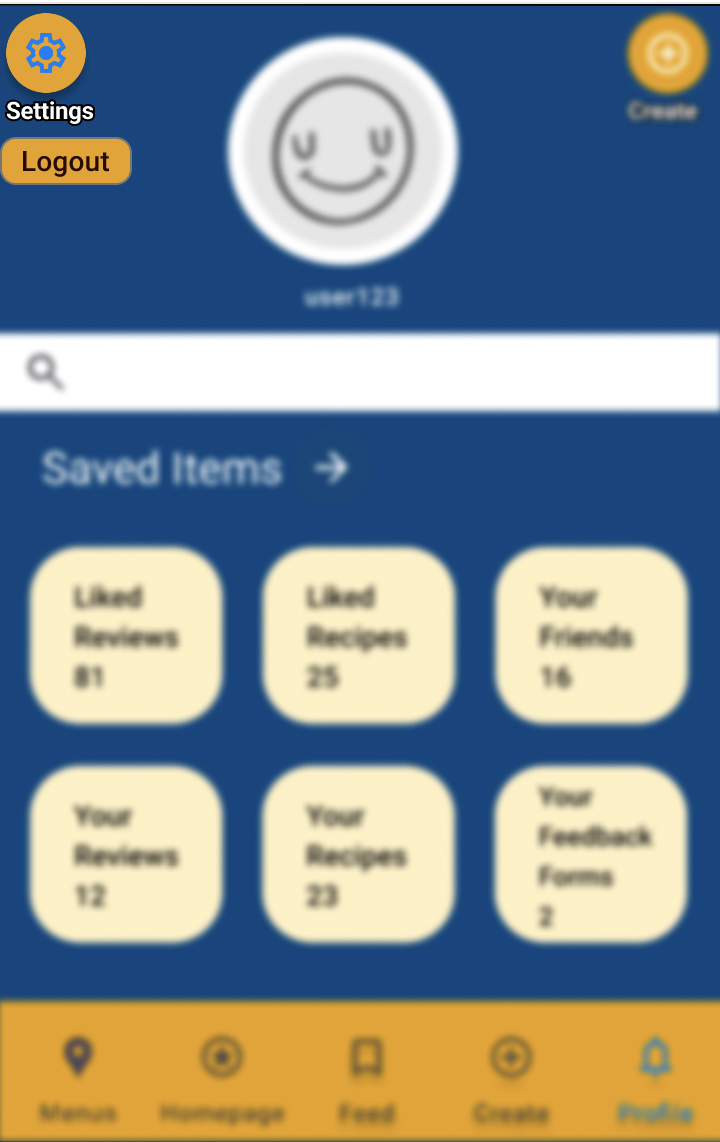 Settings
Create
Logout
user123
Saved Items
Liked
Reviews
81
Liked
Recipes
25
Your
Friends
16
Your
Reviews
12
Your
Recipes
23
Your
Feedback
Forms
2
Menus
Homepage
Feed
Create
Profile